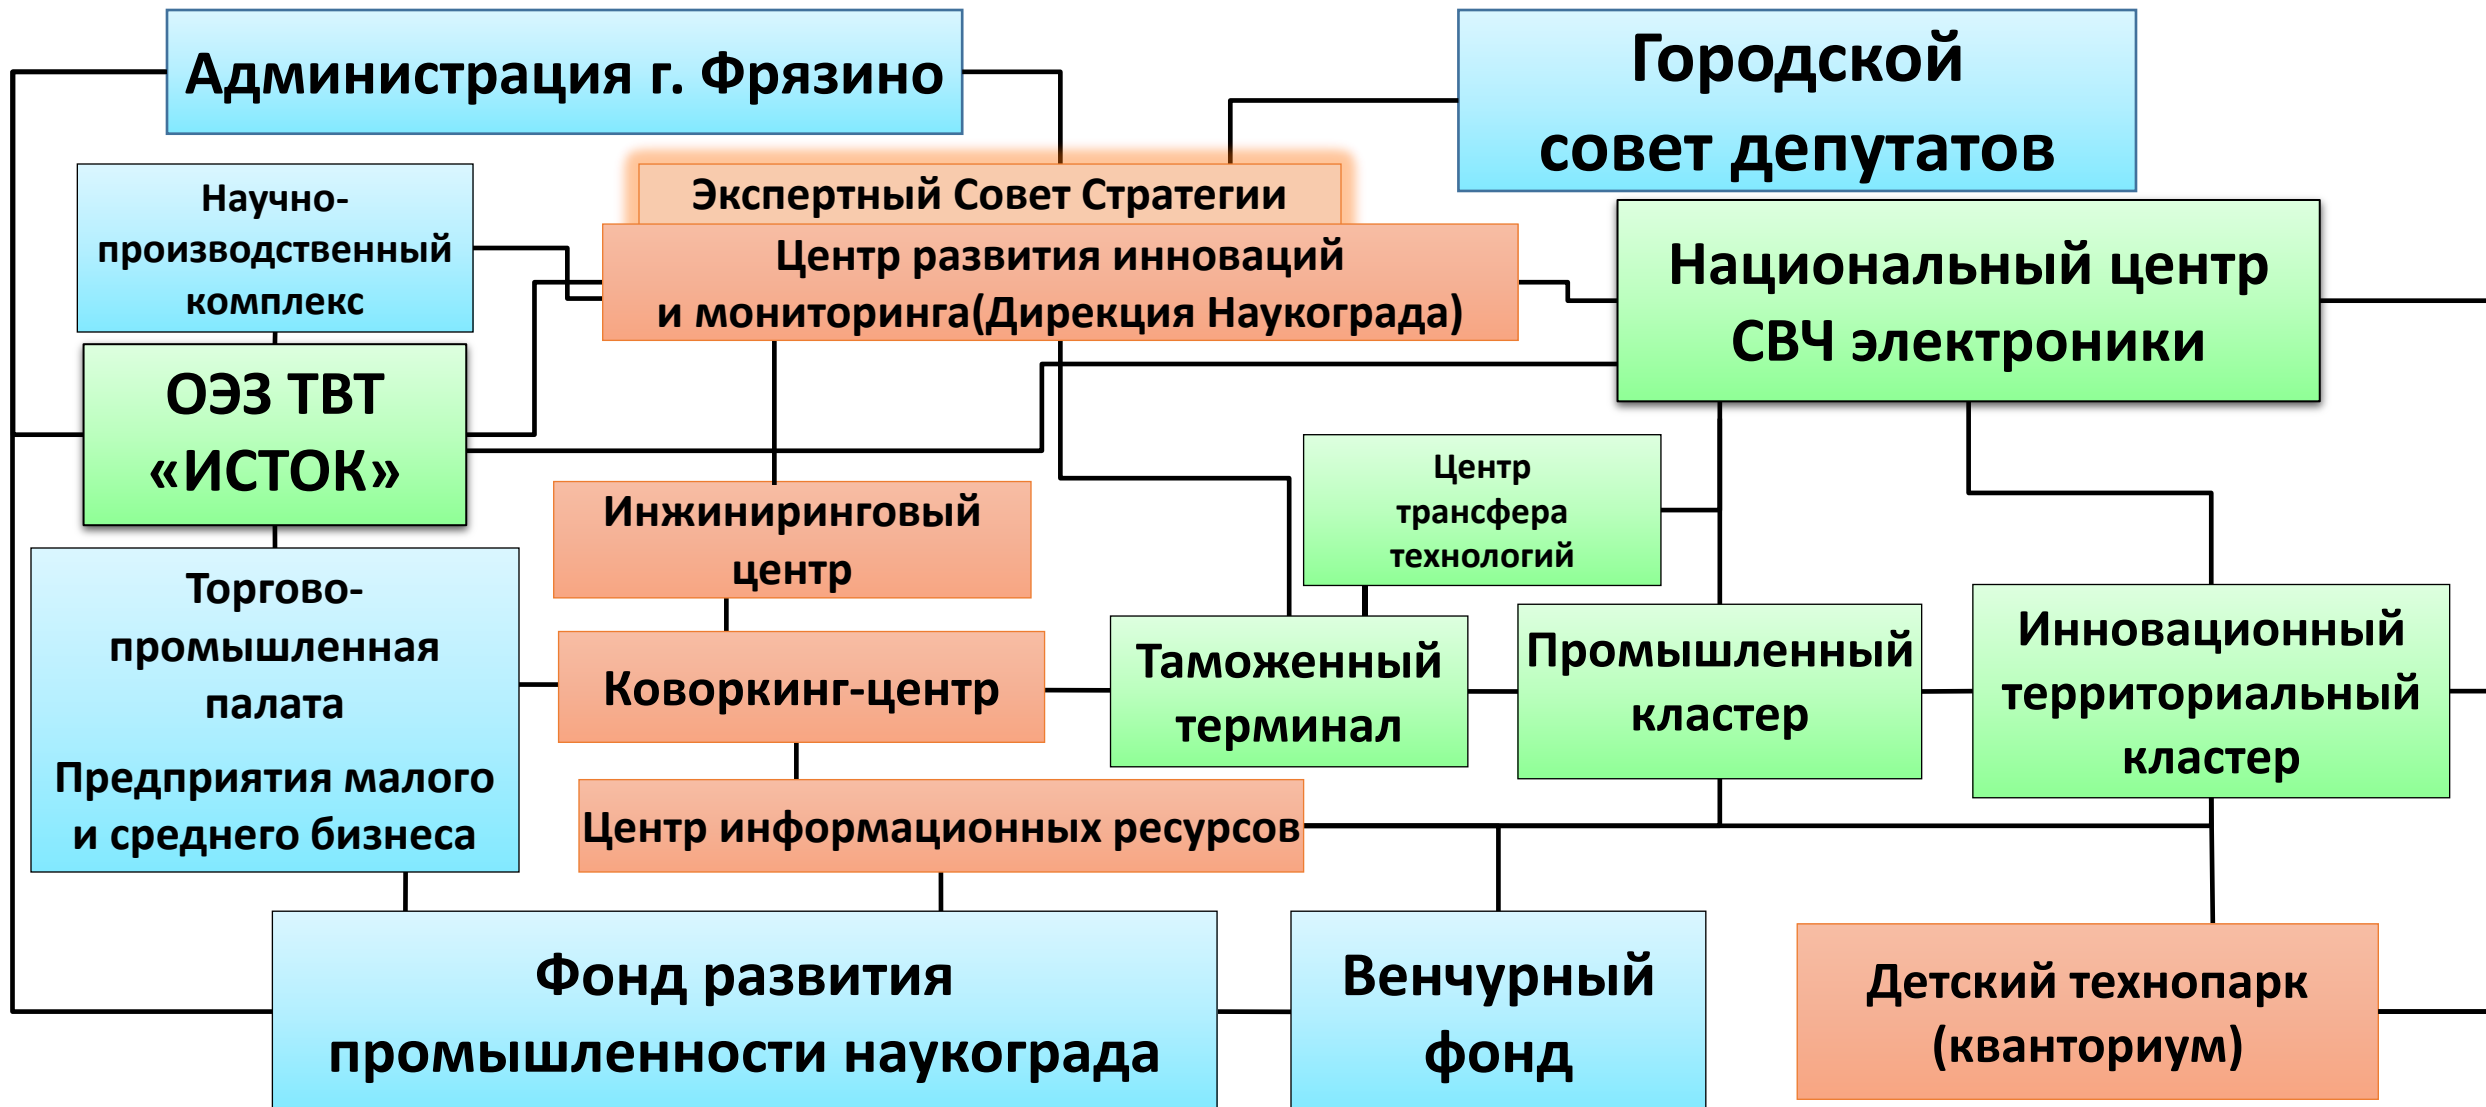 Администрация г. Фрязино
Городской
совет депутатов
Научно-
производственный
комплекс
Экспертный Совет Стратегии
Центр развития инноваций
и мониторинга(Дирекция Наукограда)
Национальный центр
СВЧ электроники
ОЭЗ ТВТ
«ИСТОК»
Центр
трансфера
технологий
Инжиниринговый
центр
Торгово-
промышленная
палата
Предприятия малого
и среднего бизнеса
Коворкинг-центр
Таможенный
терминал
Промышленный
кластер
Инновационный
территориальный
кластер
Центр информационных ресурсов
Фонд развития
промышленности наукограда
Венчурный
фонд
Детский технопарк
(кванториум)